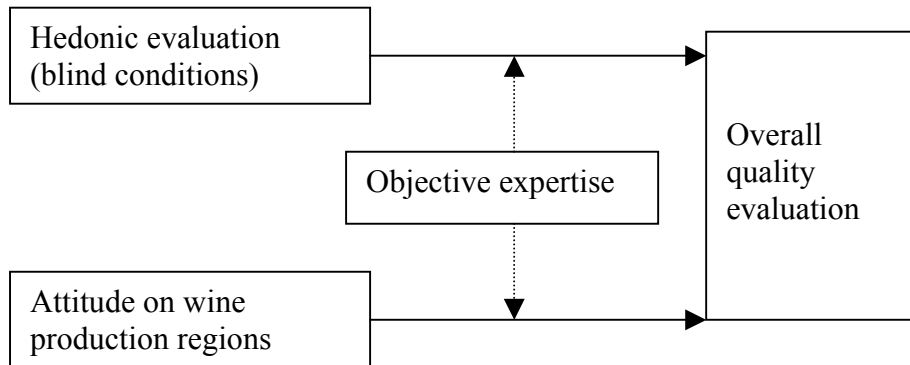 Hedonic evaluation
(blind conditions)
Objective expertise
Overall
quality
evaluation
Attitude on wine
production regions